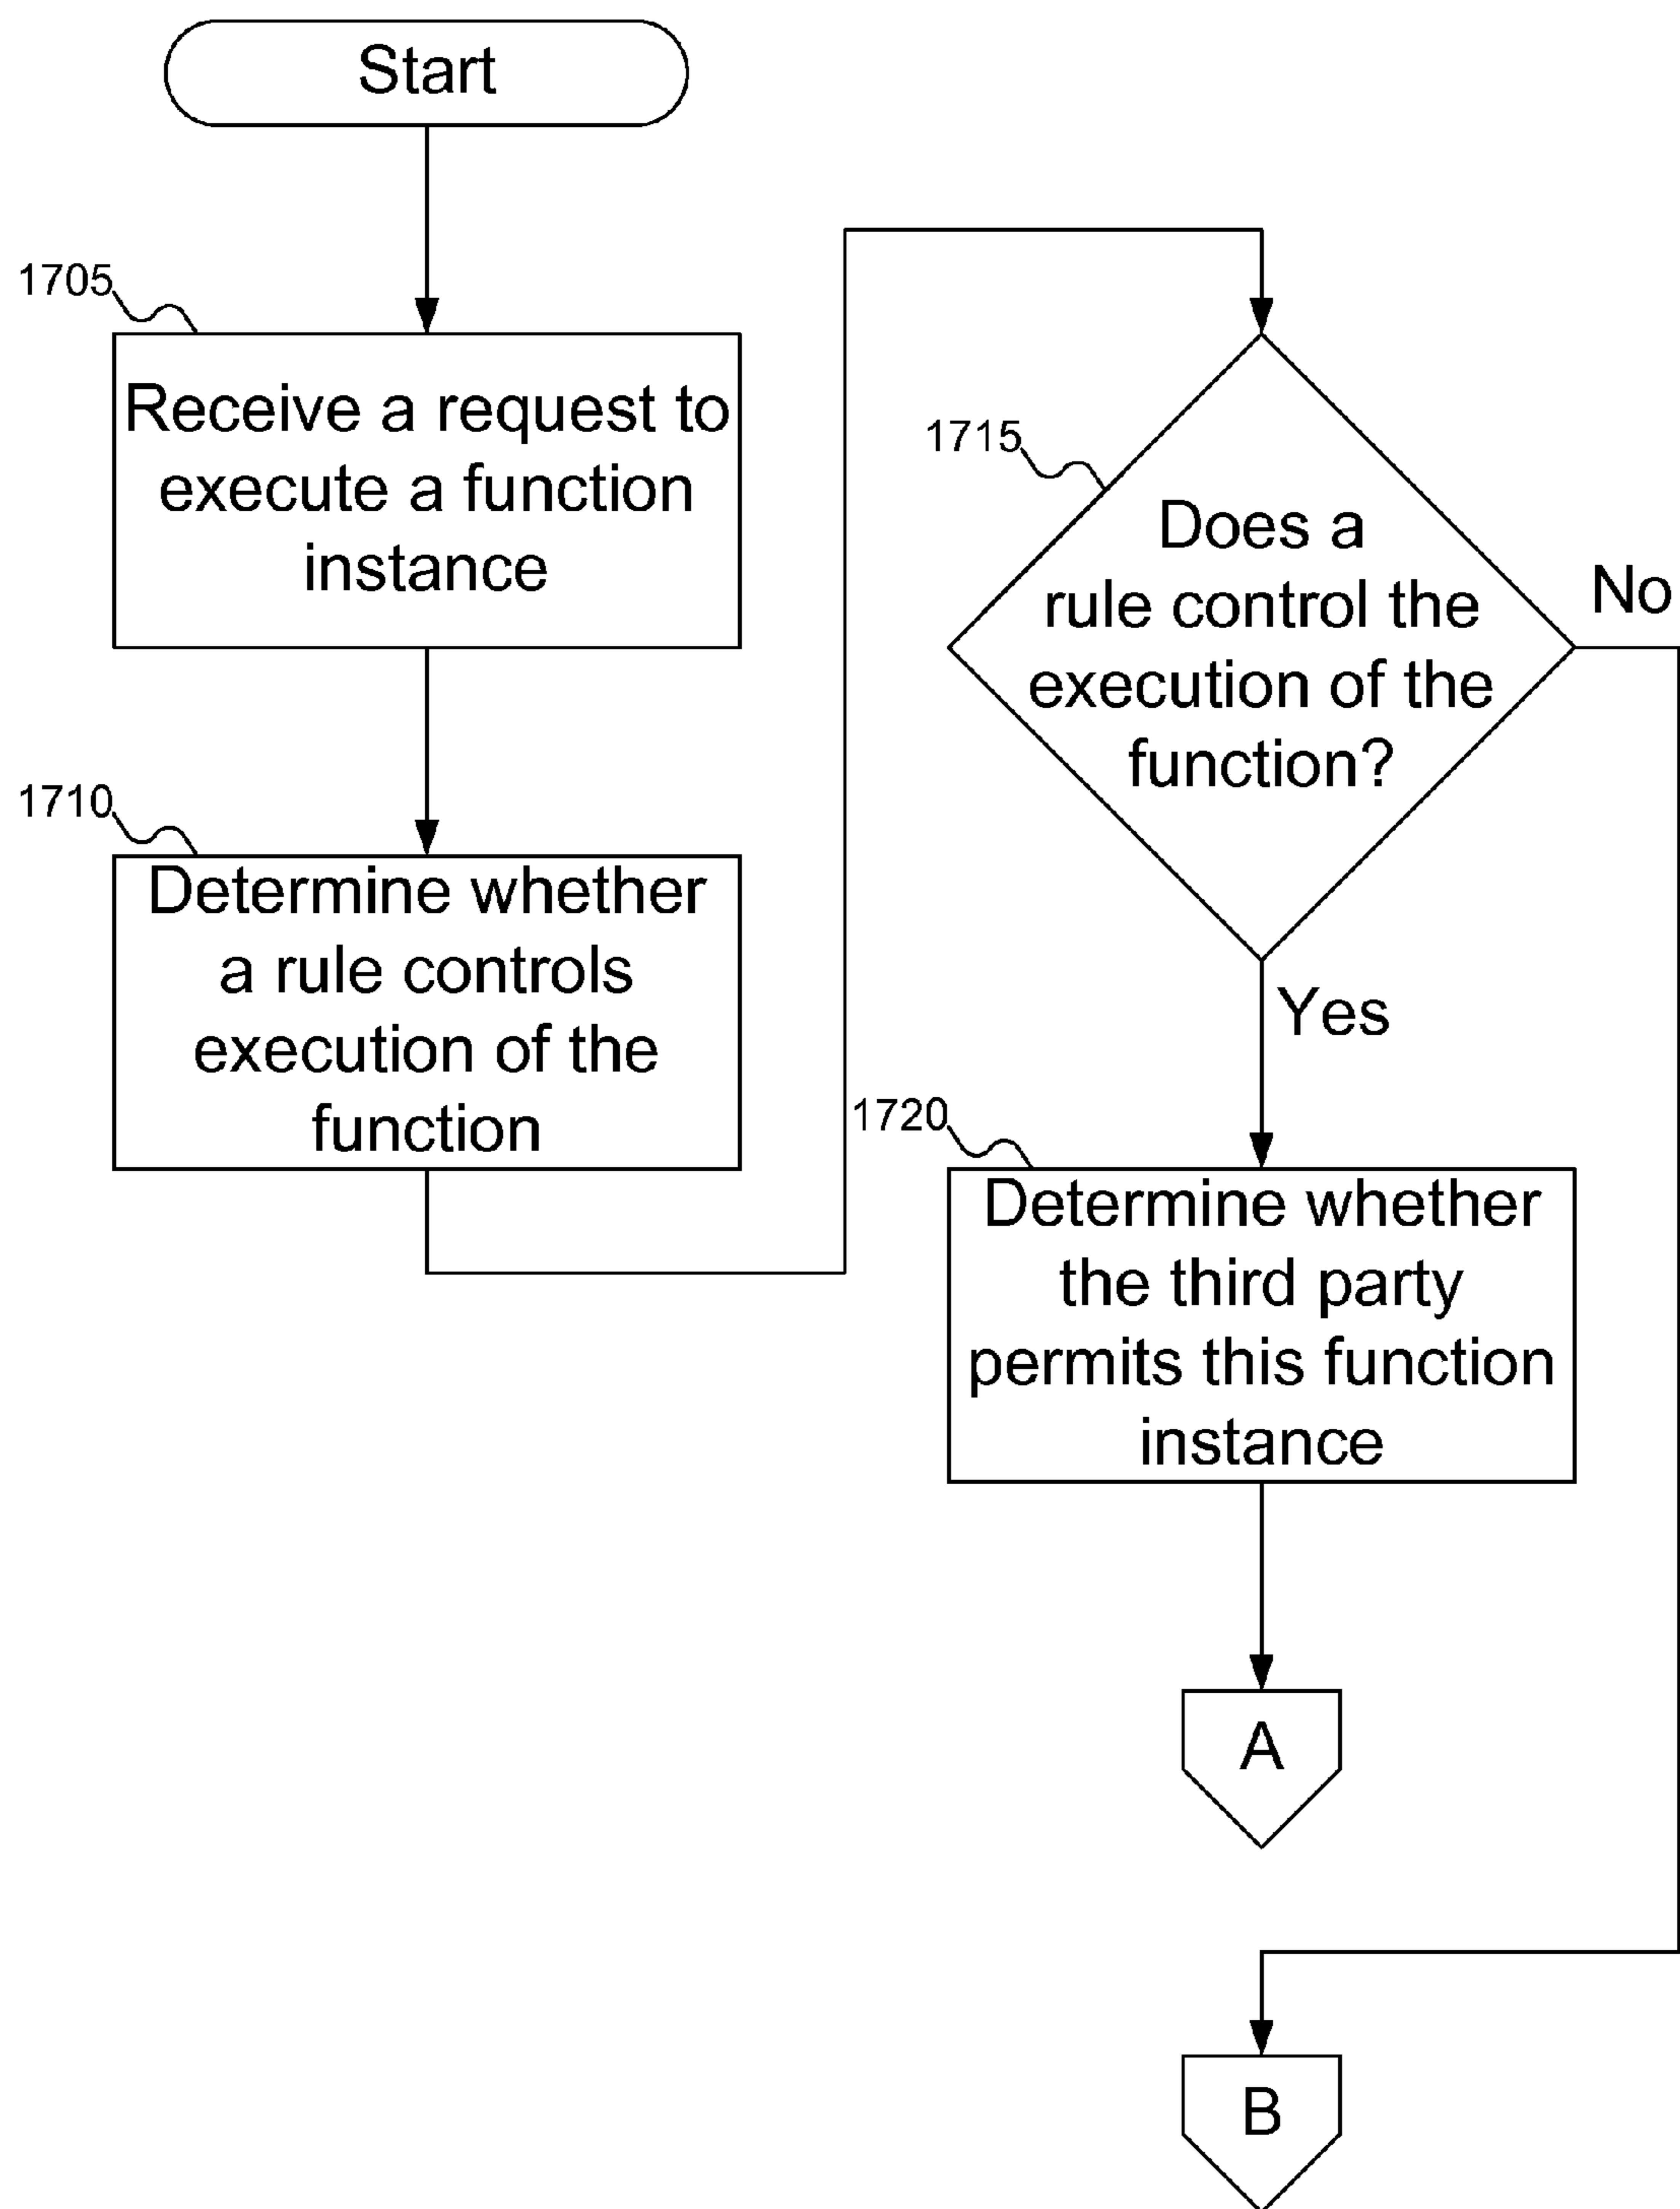 Start
1705
Receive a request to
execute a function
instance
1710
Determine whether
a rule controls
execution of the
function
1715
Does a
rule control the
execution of the
function?
No
Yes
1720
Determine whether
the third party
permits this function
instance
A
B